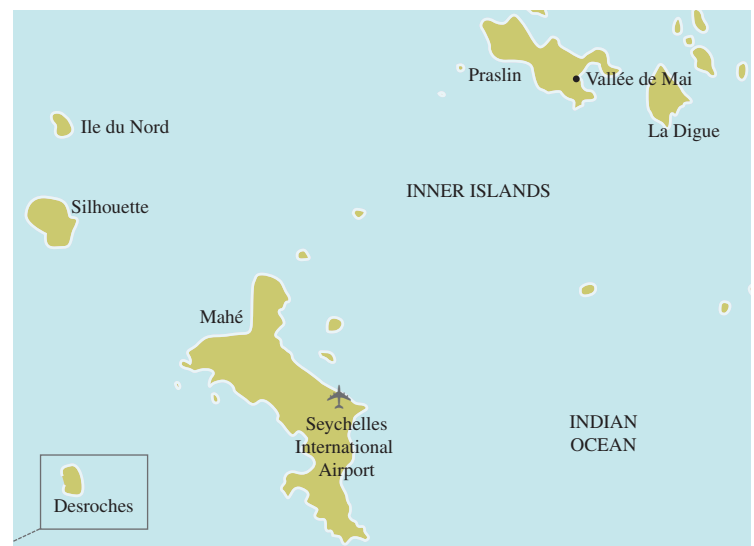 Praslin
Vallée de Mai
La Digue
Ile du Nord
INNER ISLANDS
Silhouette
Mahé
Seychelles
International
Airport
INDIAN
OCEAN
Desroches